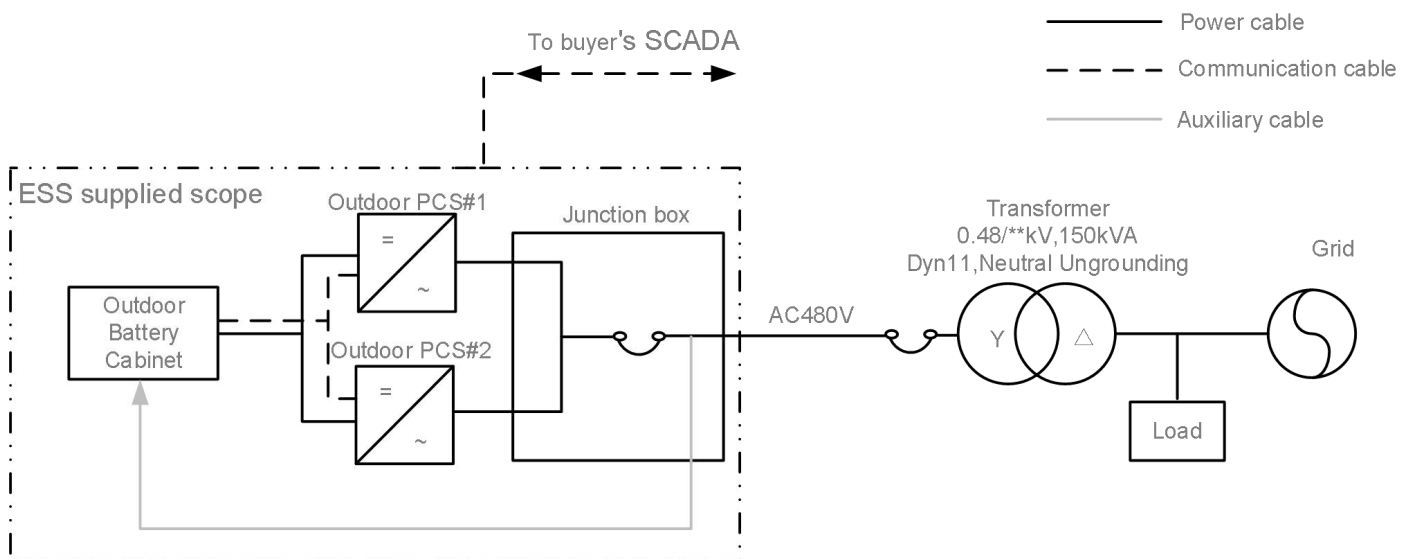 Power cable
To buyer's SCADA
Communication cable
Auxiliary cable
ESS supplied scope
Outdoor PCS#1
Junction box
Transformer
0.48/**kV,150kVA
Dyn11,Neutral Ungrounding
Grid
=
~
Outdoor
Battery
Cabinet
AC480V
Y
△
Outdoor PCS#2
=
~
Load